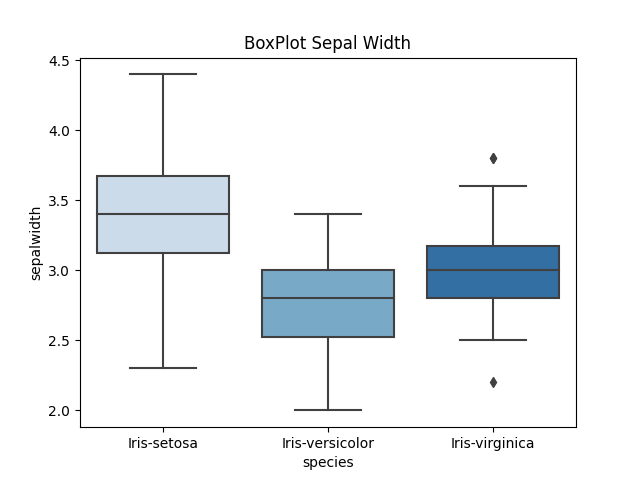 BoxPlot Sepal Width
4.5
4.0
3.5
3.0
2.5
2.0
sepalwidth
Iris-setosa
Iris-versicolor
Iris-virginica
species